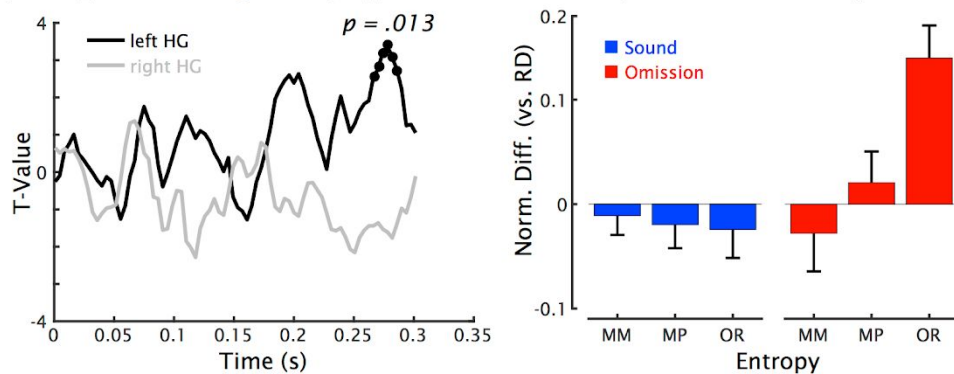 4
0
-4
T-Value
left HG
right HG
p = .013
0
0.05
0.1
0.15
0.2
0.25
0.3
0.35
Time (s)
0.2
0.1
0
-0.1
Norm. Diff. (vs. RD)
Sound
Omission
MM MP OR MM MP OR
Entropy